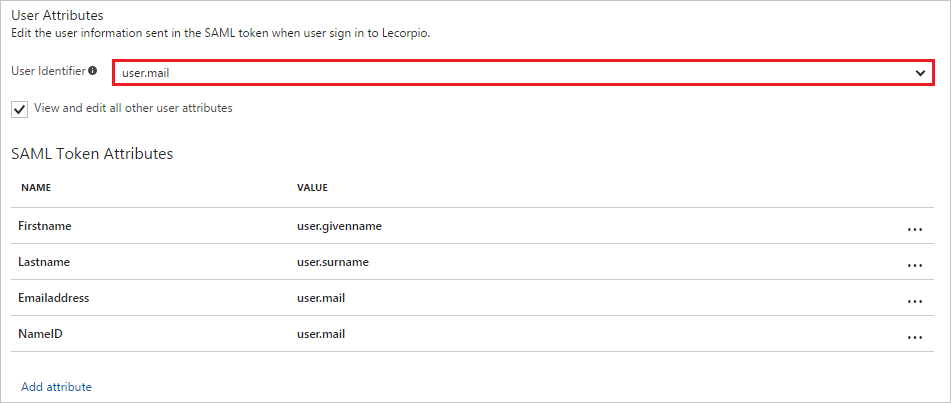 User Attributes
Edit the user information sent in the SAML token when user sign in to Lecorpio.
User Identifier user.mail
View and edit all other user attributes
SAML Token Attributes
NAME VALUE
Firstname user.givenname ...
Lastname user.surname ...
Emailaddress user.mail ...
NameID user.mail ...
Add attribute